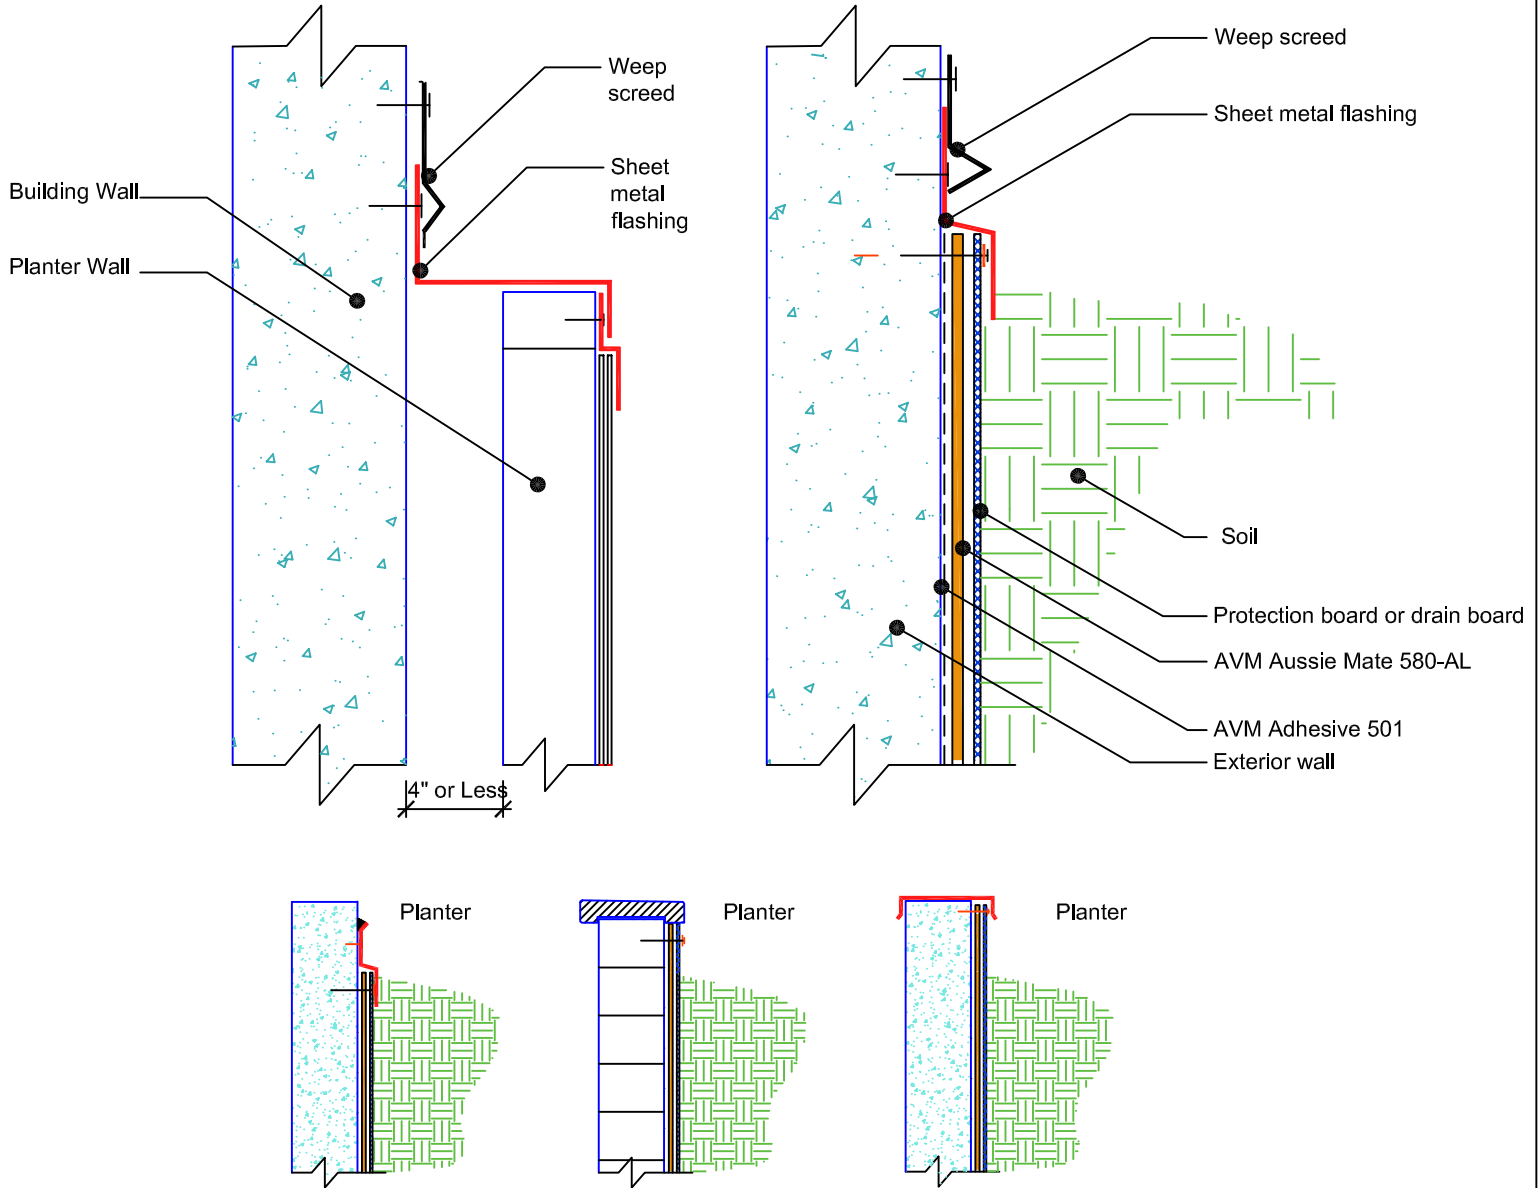 Weep
screed
Sheet
metal
flashing
Building Wall
Planter Wall
4" or Less
Weep screed
Sheet metal flashing
Soil
Protection board or drain board
AVM Aussie Mate 580-AL
AVM Adhesive 501
Exterior wall
Planter
Planter
Planter